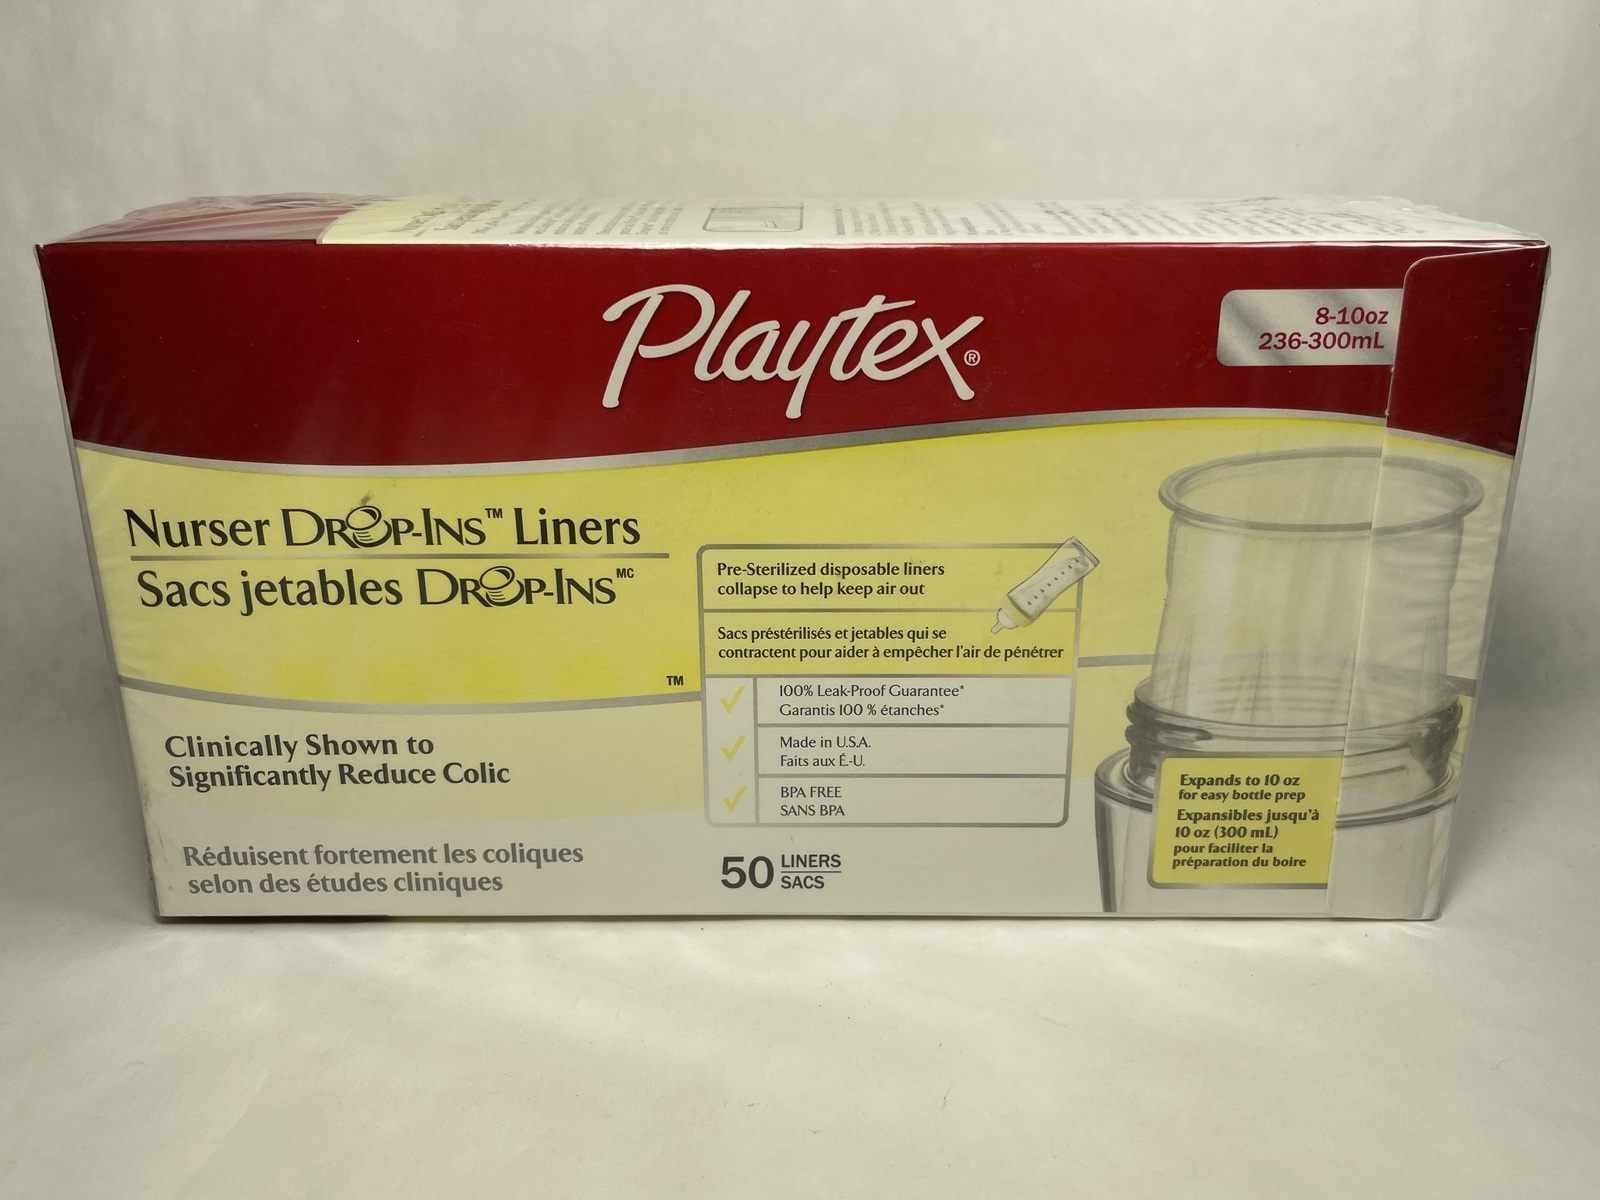 Playtex®
8-10oz
236-300mL
Nurser DROP-INS™ Liners
Sacs jetables DROP-INS MC
TM
Clinically Shown to
Significantly Reduce Colic
Réduisent fortement les coliques
selon des études cliniques
Pre-Sterilized disposable liners
collapse to help keep air out
Sacs préstérilisés et jetables qui se
contractent pour aider à empêcher l'air de pénétrer
100% Leak-Proof Guarantee*
Garantis 100 % étanches*
Made in U.S.A.
Faits aux É.-U.
BPA FREE
SANS BPA
50 LINERS
SACS
Expands to 10 oz
for easy bottle prep
Expansibles jusqu'à
10 oz (300 mL)
pour faciliter la
préparation du boire